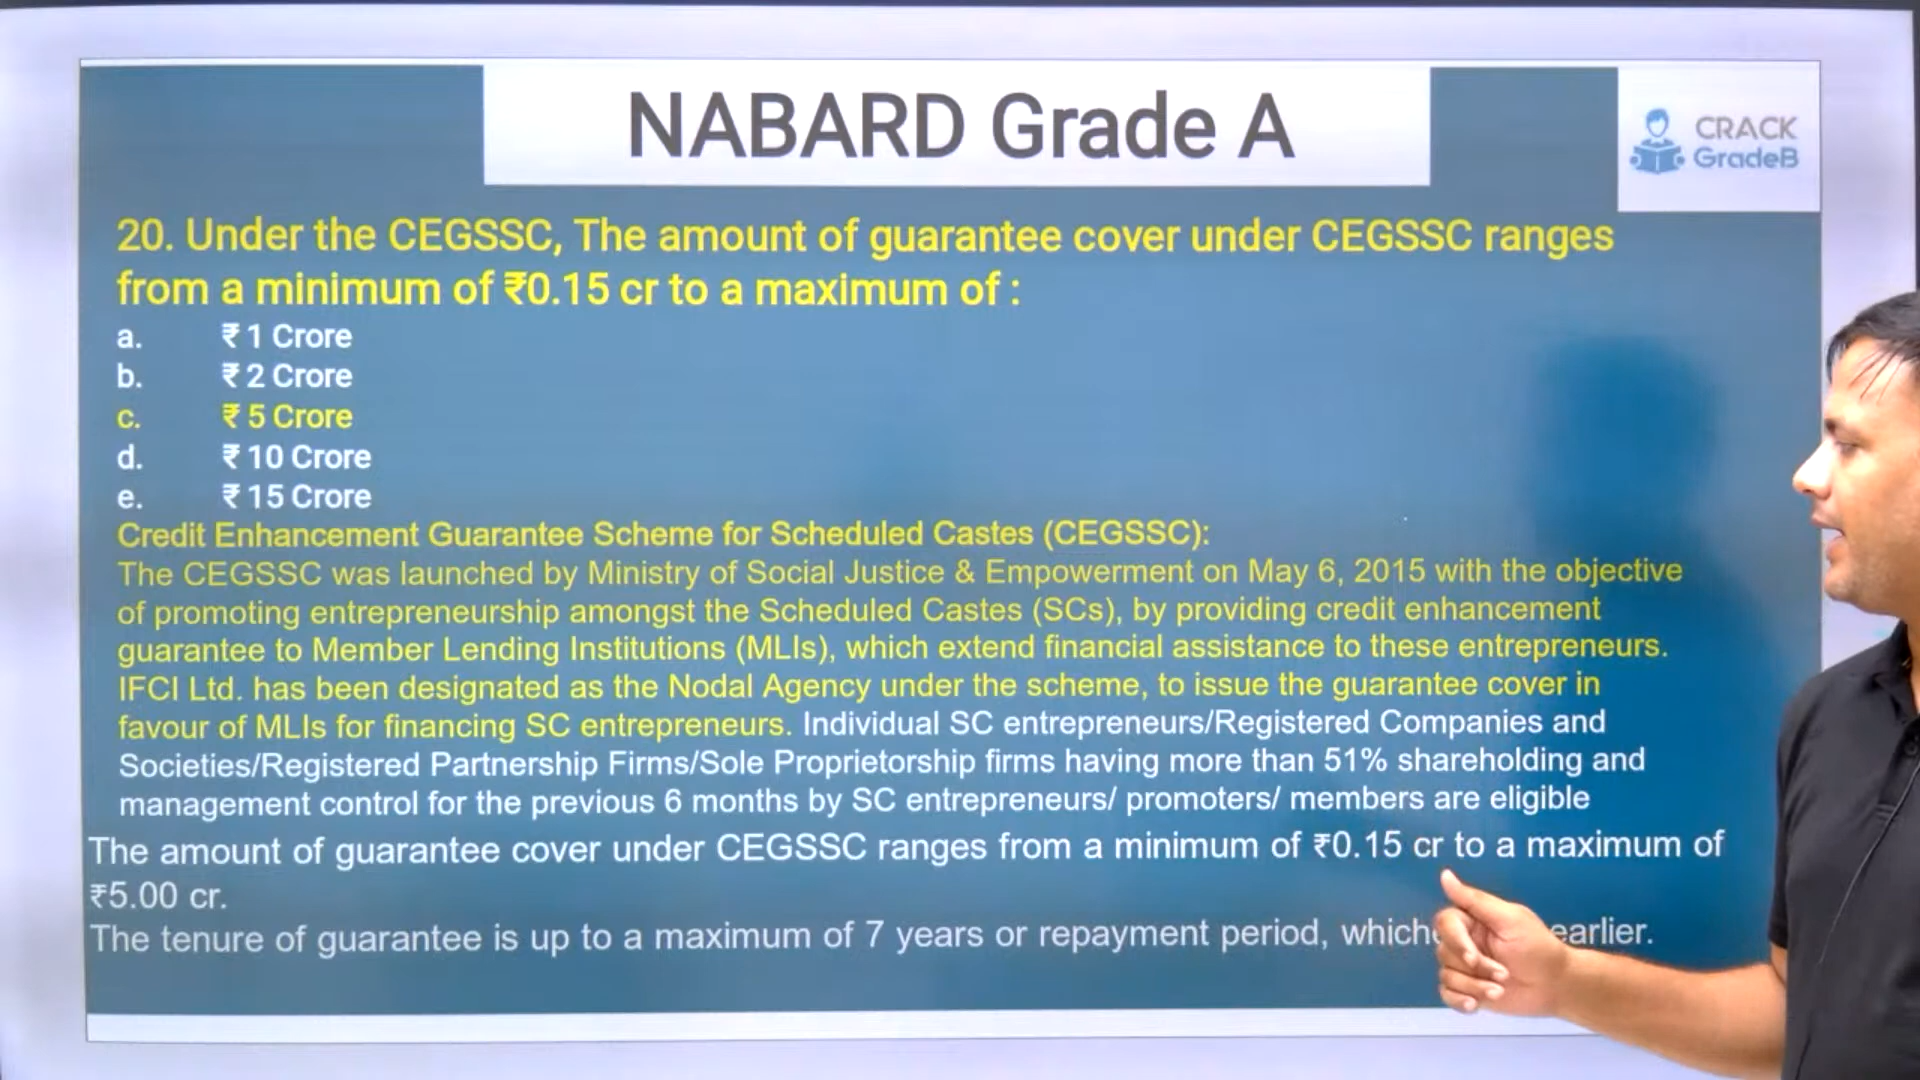 NABARD Grade A
CRACK
GradeB
20. Under the CEGSSC, The amount of guarantee cover under CEGSSC ranges
from a minimum of ₹0.15 cr to a maximum of :
a. ₹ 1 Crore
b. ₹ 2 Crore
c. ₹ 5 Crore
d. ₹ 10 Crore
e. ₹ 15 Crore
Credit Enhancement Guarantee Scheme for Scheduled Castes (CEGSSC):
The CEGSSC was launched by Ministry of Social Justice & Empowerment on May 6, 2015 with the objective
of promoting entrepreneurship amongst the Scheduled Castes (SCs), by providing credit enhancement
guarantee to Member Lending Institutions (MLIs), which extend financial assistance to these entrepreneurs.
IFCI Ltd. has been designated as the Nodal Agency under the scheme, to issue the guarantee cover in
favour of MLIs for financing SC entrepreneurs. Individual SC entrepreneurs/Registered Companies and
Societies/Registered Partnership Firms/Sole Proprietorship firms having more than 51% shareholding and
management control for the previous 6 months by SC entrepreneurs/ promoters/ members are eligible
The amount of guarantee cover under CEGSSC ranges from a minimum of ₹0.15 cr to a maximum of
₹5.00 cr.
The tenure of guarantee is up to a maximum of 7 years or repayment period, earlier.